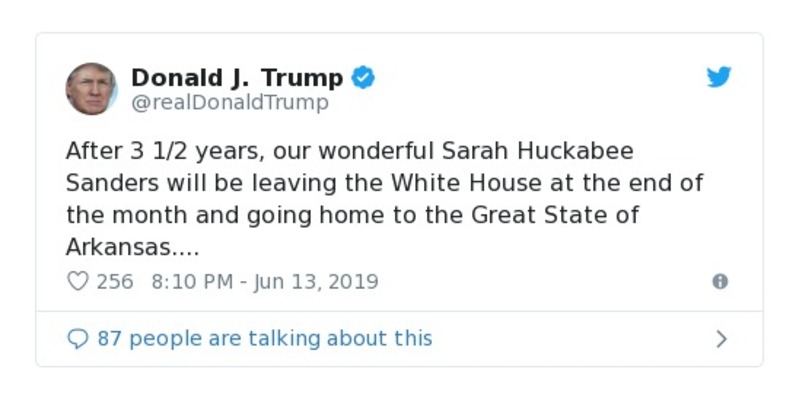 Donald J. Trump
@realDonaldTrump
After 3 1/2 years, our wonderful Sarah Huckabee
Sanders will be leaving the White House at the end of
the month and going home to the Great State of
Arkansas....
256 8:10 PM - Jun 13, 2019
87 people are talking about this